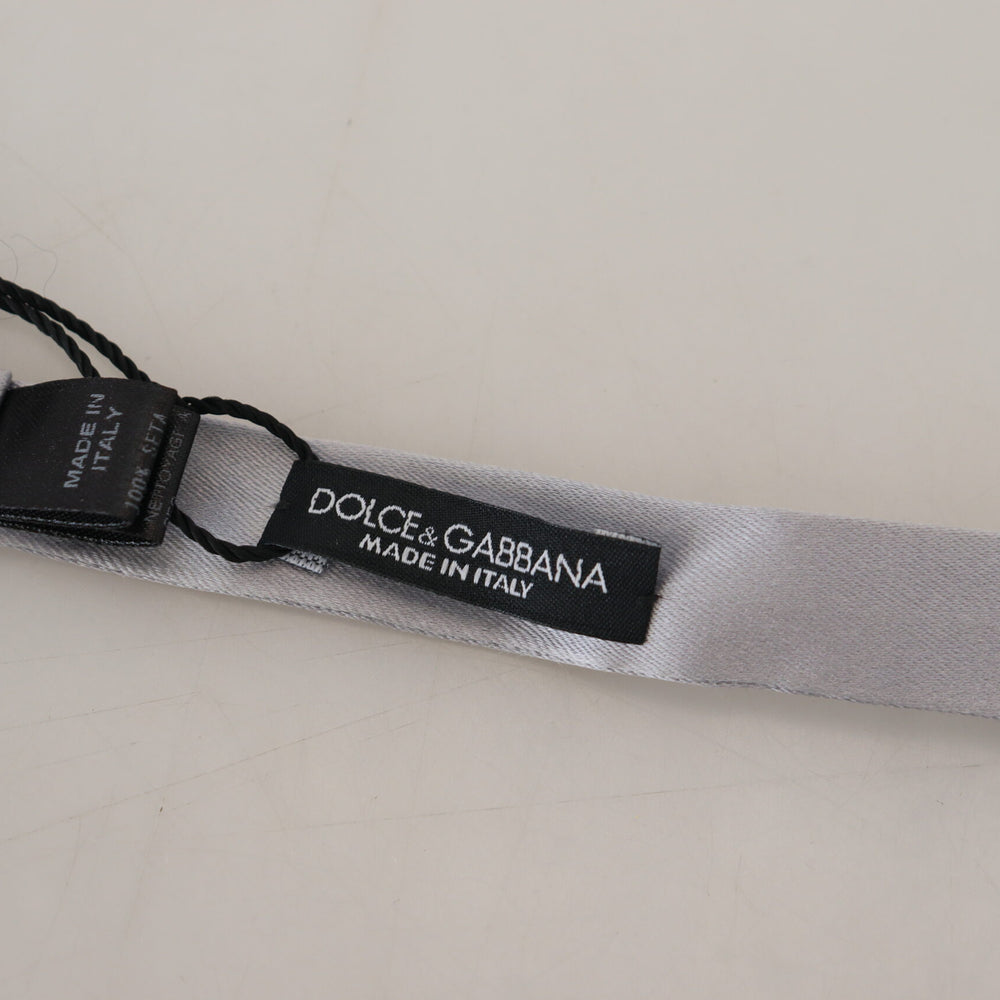 MADE IN
ITALY
100% SETA
DOLCE & GABBANA
MADE IN ITALY